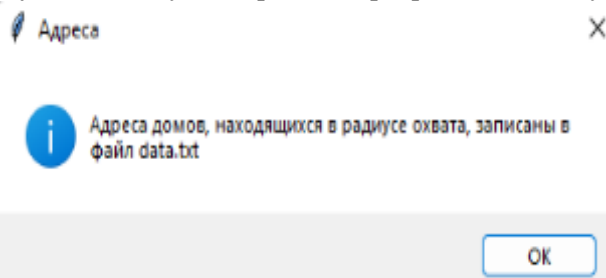 Адреса
Адреса домов, находящихся в радиусе охвата, записаны в
файл data.txt
OK